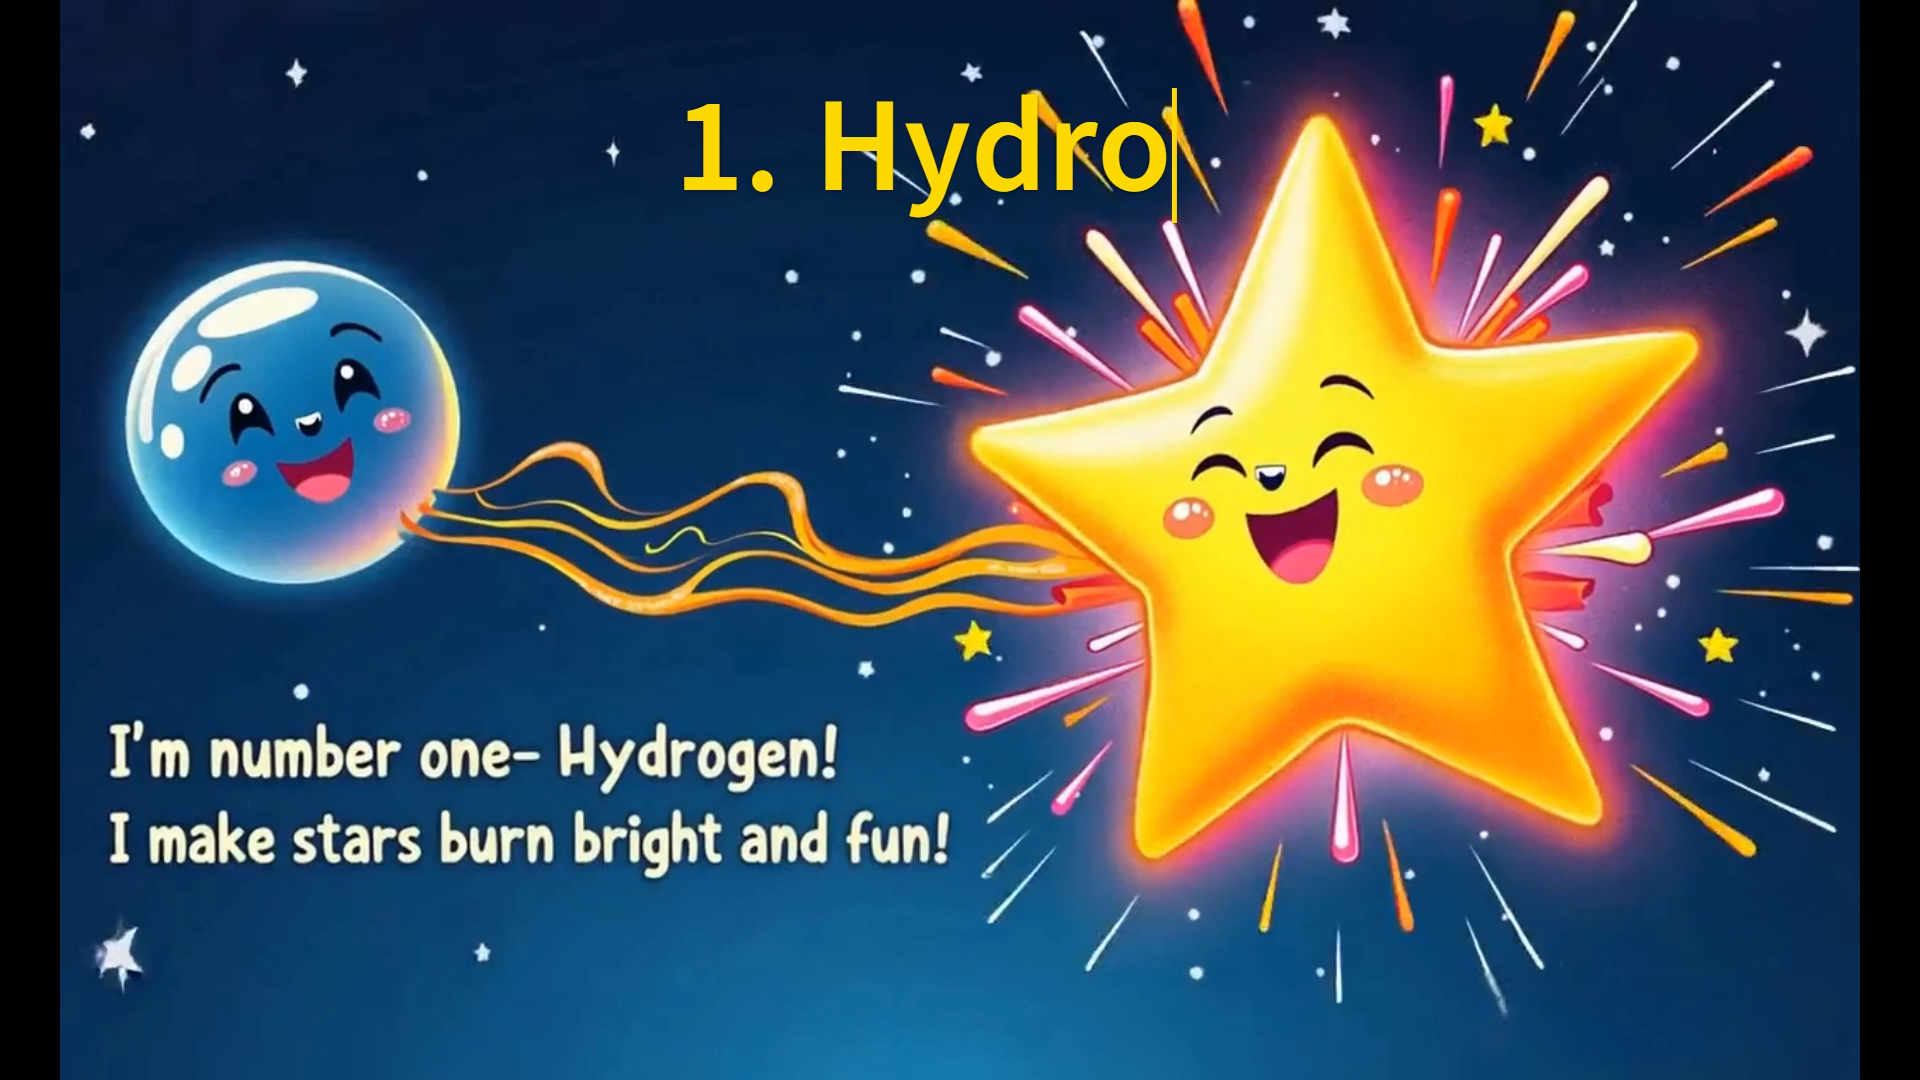 1. Hydro
I'm number one- Hydrogen!
I make stars burn bright and fun!